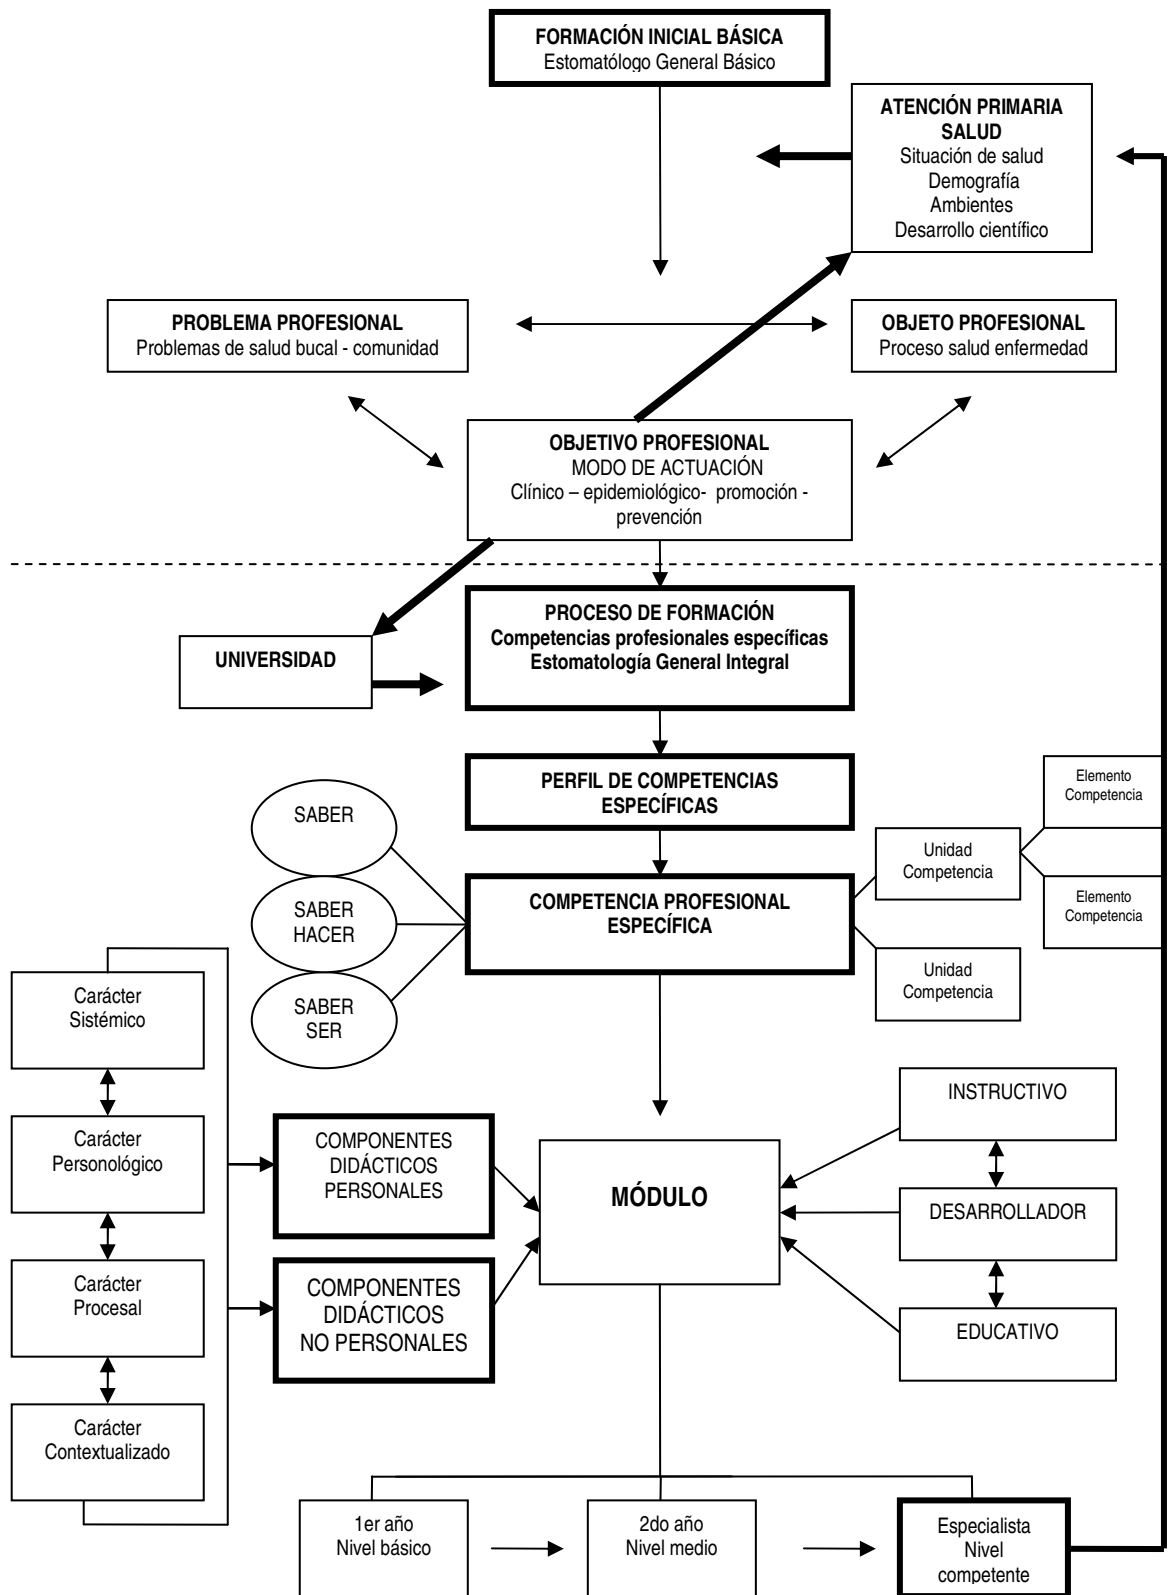 FORMACIÓN INICIAL BÁSICA
Estomatólogo General Básico
ATENCIÓN PRIMARIA
SALUD
Situación de salud
Demografía
Ambientes
Desarrollo científico
PROBLEMA PROFESIONAL
Problemas de salud bucal - comunidad
OBJETO PROFESIONAL
Proceso salud enfermedad
OBJETIVO PROFESIONAL
MODO DE ACTUACIÓN
Clínico – epidemiológico- promoción -
prevención
PROCESO DE FORMACIÓN
Competencias profesionales específicas
Estomatología General Integral
UNIVERSIDAD
PERFIL DE COMPETENCIAS
ESPECÍFICAS
SABER
SABER
HACER
SABER
SER
COMPETENCIA PROFESIONAL
ESPECÍFICA
Unidad
Competencia
Elemento
Competencia
Elemento
Competencia
Unidad
Competencia
Carácter
Sistémico
Carácter
Personológico
Carácter
Procesal
Carácter
Contextualizado
COMPONENTES
DIDÁCTICOS
PERSONALES
COMPONENTES
DIDÁCTICOS
NO PERSONALES
MÓDULO
INSTRUCTIVO
DESARROLLADOR
EDUCATIVO
1er año
Nivel básico
2do año
Nivel medio
Especialista
Nivel
competente